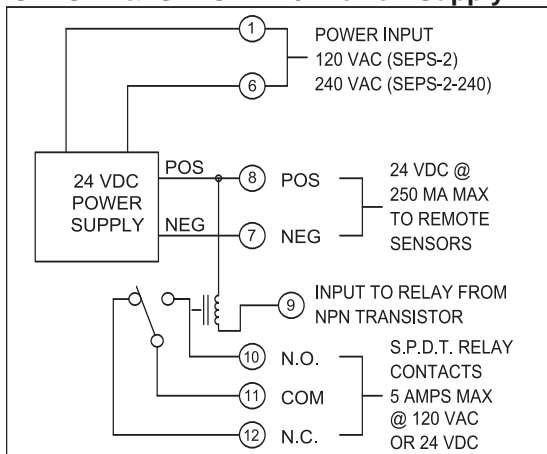 Supply
1
POWER INPUT
120 VAC (SEPS-2)
6
240 VAC (SEPS-2-240)
24 VDC
POWER
SUPPLY
POS
8
POS
NEG
7
NEG
24 VDC @
250 MA MAX
TO REMOTE
SENSORS
9
INPUT TO RELAY FROM
NPN TRANSISTOR
10
N.O.
11
COM
12
N.C.
S.P.D.T. RELAY
CONTACTS
5 AMPS MAX
@ 120 VAC
OR 24 VDC